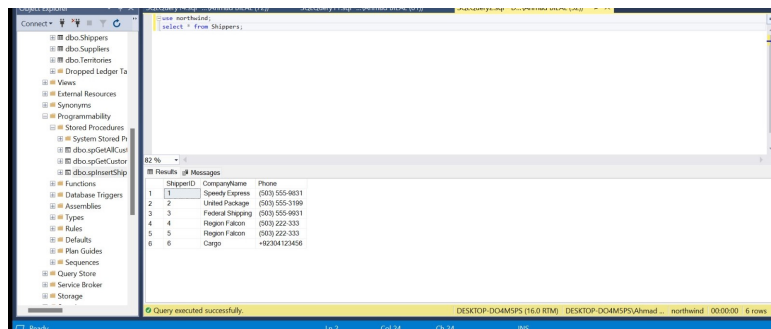 Object Explorer
Connect
dbo.Shippers
dbo.Suppliers
dbo.Territories
Dropped Ledger Ta
Views
External Resources
Synonyms
Programmability
Stored Procedures
System Stored Pr
dbo.spGetAllCust
dbo.spGetCustor
dbo.spInsertShip
Functions
Database Triggers
Assemblies
Types
Rules
Defaults
Plan Guides
Sequences
Query Store
Service Broker
Storage
use northwind;
select * from Shippers;
82 %
Results Messages
ShipperID CompanyName Phone
1 1 Speedy Express (503) 555-9831
2 2 United Package (503) 555-3199
3 3 Federal Shipping (503) 555-9931
4 4 Region Falcon (503) 222-333
5 5 Region Falcon (503) 222-333
6 6 Cargo +92304123456
Query executed successfully. DESKTOP-DO4M5PS (16.0 RTM) DESKTOP-DO4M5PS\Ahmad ... northwind 00:00:00 6 rows
Ready Ln 2 Col 24 Ch 24 INS